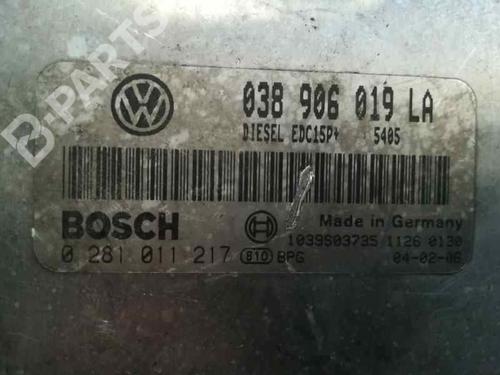 B-PARTS
VW
038 906 019 LA
DIESEL EDC15P+ 5405
BOSCH
Made in Germany
0 281 011 217
1039S03735 1126 0130
810 BPG
04-02-06